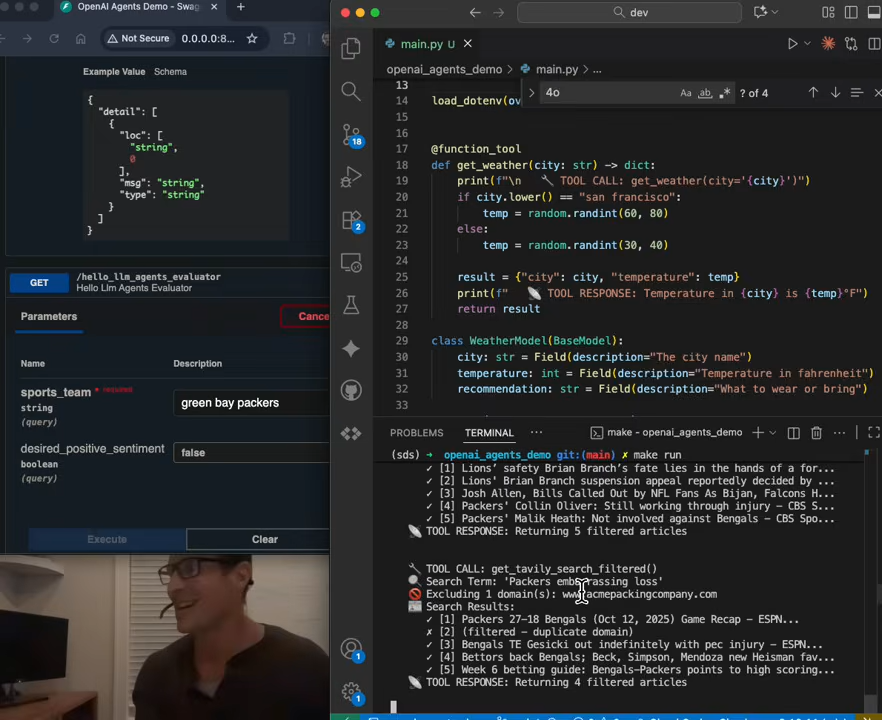 OpenAI Agents Demo - Swag
Not Secure
0.0.0.0:8...
Example Value
Schema
{
"detail": [
{
"loc": [
"string",
0
],
"msg": "string",
"type": "string"
}
]
}
GET
/hello_llm_agents_evaluator
Hello Llm Agents Evaluator
Parameters
Cance
Name
Description
sports_team * required
string
(query)
green bay packers
desired_positive_sentiment
boolean
(query)
false
Execute
Clear
dev
main.py U
openai_agents_demo > main.py > ...
4o
Aa ab .* ? of 4
18
2
1
1
13
14 load_dotenv(ov
15
16
17 @function_tool
18 def get_weather(city: str) -> dict:
19 print(f"\n 🔧 TOOL CALL: get_weather(city='{city}')")
20 if city.lower() == "san francisco":
21 temp = random.randint(60, 80)
22 else:
23 temp = random.randint(30, 40)
24
25 result = {"city": city, "temperature": temp}
26 print(f" 📡 TOOL RESPONSE: Temperature in {city} is {temp}°F")
27 return result
28
29 class WeatherModel(BaseModel):
30 city: str = Field(description="The city name")
31 temperature: int = Field(description="Temperature in fahrenheit")
32 recommendation: str = Field(description="What to wear or bring")
33
PROBLEMS
TERMINAL
...
make - openai_agents_demo
(sds) → openai_agents_demo git:(main) ✗ make run
✓ [1] Lions' safety Brian Branch's fate lies in the hands of a for...
✓ [2] Lions' Brian Branch suspension appeal reportedly decided by ...
✓ [3] Josh Allen, Bills Called Out by NFL Fans As Bijan, Falcons H...
✓ [4] Packers' Collin Oliver: Still working through injury - CBS S...
✓ [5] Packers' Malik Heath: Not involved against Bengals - CBS Spo...
📡 TOOL RESPONSE: Returning 5 filtered articles
🔧 TOOL CALL: get_tavily_search_filtered()
🔍 Search Term: 'Packers embarrassing loss'
🚫 Excluding 1 domain(s): www.acmepackingcompany.com
📰 Search Results:
✓ [1] Packers 27-18 Bengals (Oct 12, 2025) Game Recap - ESPN...
✗ [2] (filtered - duplicate domain)
✓ [3] Bengals TE Gesicki out indefinitely with pec injury - ESPN...
✓ [4] Bettors back Bengals; Beck, Simpson, Mendoza new Heisman fav...
✓ [5] Week 6 betting guide: Bengals-Packers points to high scoring...
📡 TOOL RESPONSE: Returning 4 filtered articles